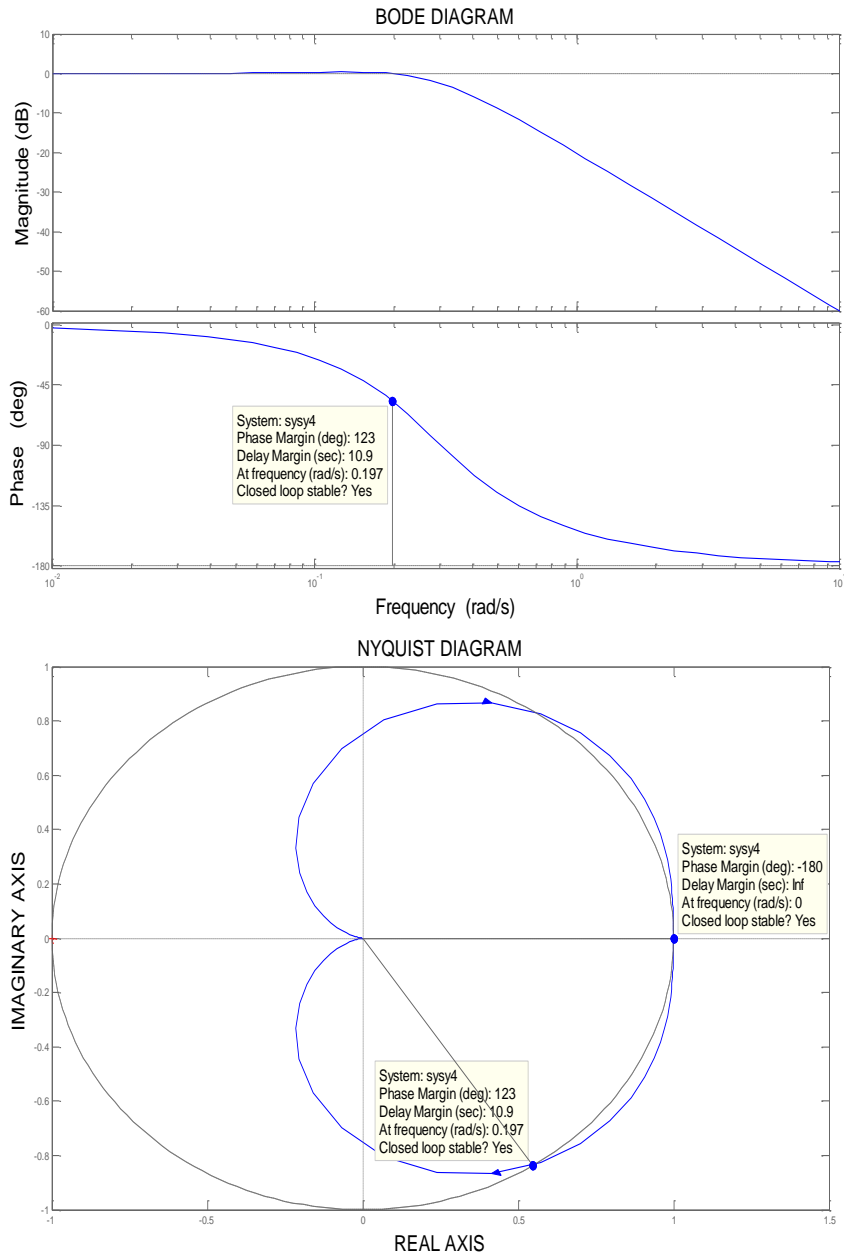 BODE DIAGRAM
10
0
-10
-20
-30
-40
-50
-60
Magnitude (dB)
0
-45
-90
-135
-180
Phase (deg)
System: sysy4
Phase Margin (deg): 123
Delay Margin (sec): 10.9
At frequency (rad/s): 0.197
Closed loop stable? Yes
10^-2
10^-1
10^0
Frequency (rad/s)
NYQUIST DIAGRAM
1
0.8
0.6
0.4
0.2
0
-0.2
-0.4
-0.6
-0.8
-1
IMAGINARY AXIS
System: sysy4
Phase Margin (deg): -180
Delay Margin (sec): Inf
At frequency (rad/s): 0
Closed loop stable? Yes
System: sysy4
Phase Margin (deg): 123
Delay Margin (sec): 10.9
At frequency (rad/s): 0.197
Closed loop stable? Yes
-1
-0.5
0
0.5
1
1.5
REAL AXIS